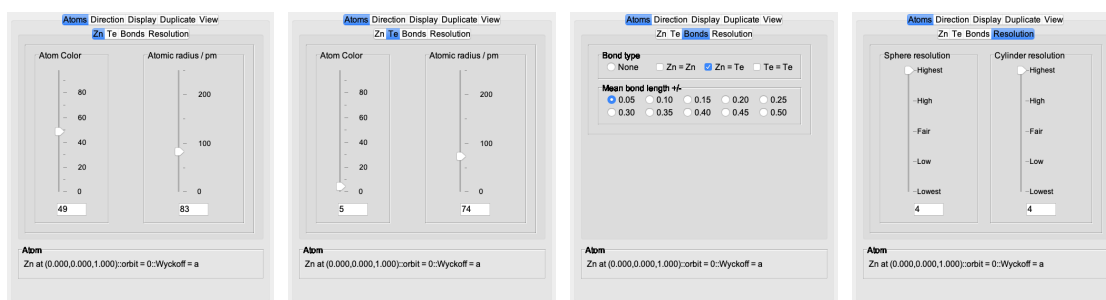 Atoms Direction Display Duplicate View
Zn Te Bonds Resolution
Atom Color
Atomic radius / pm
80
60
40
20
0
200
100
0
49
83
Atom
Zn at (0.000,0.000,1.000)::orbit = 0::Wyckoff = a
Atoms Direction Display Duplicate View
Zn Te Bonds Resolution
Atom Color
Atomic radius / pm
80
60
40
20
0
200
100
0
5
74
Atom
Zn at (0.000,0.000,1.000)::orbit = 0::Wyckoff = a
Atoms Direction Display Duplicate View
Zn Te Bonds Resolution
Bond type
None Zn = Zn Zn = Te Te = Te
Mean bond length +/-
0.05 0.10 0.15 0.20 0.25
0.30 0.35 0.40 0.45 0.50
Atom
Zn at (0.000,0.000,1.000)::orbit = 0::Wyckoff = a
Atoms Direction Display Duplicate View
Zn Te Bonds Resolution
Sphere resolution
Highest
High
Fair
Low
Lowest
4
Cylinder resolution
Highest
High
Fair
Low
Lowest
4
Atom
Zn at (0.000,0.000,1.000)::orbit = 0::Wyckoff = a